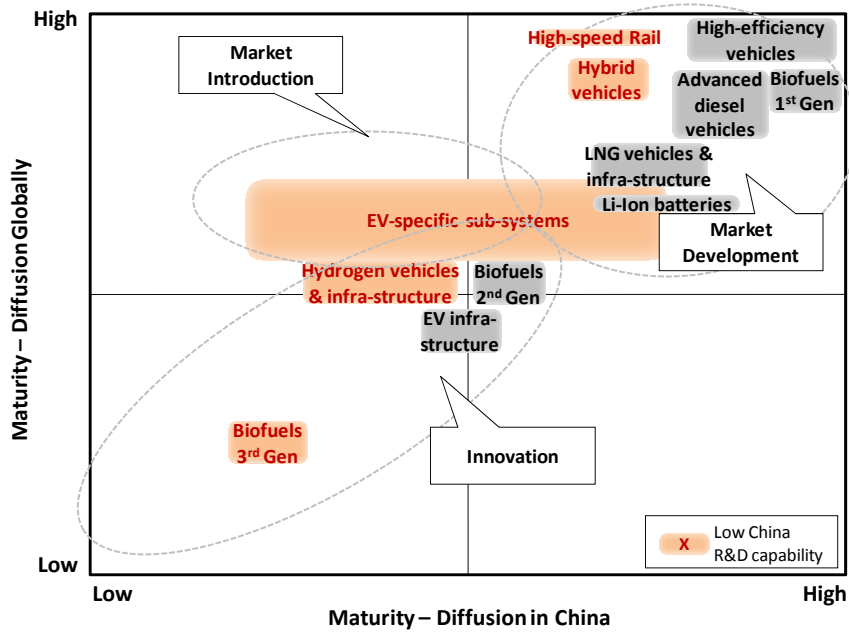 High
Maturity – Diffusion Globally
Low
Market
Introduction
High-speed Rail
Hybrid
vehicles
High-efficiency
vehicles
Advanced
diesel
vehicles
Biofuels
1st Gen
LNG vehicles &
infra-structure
Li-Ion batteries
EV-specific sub-systems
Market
Development
Hydrogen vehicles
& infra-structure
Biofuels
2nd Gen
EV infra-
structure
Biofuels
3rd Gen
Innovation
X
Low China
R&D capability
Low
High
Maturity – Diffusion in China